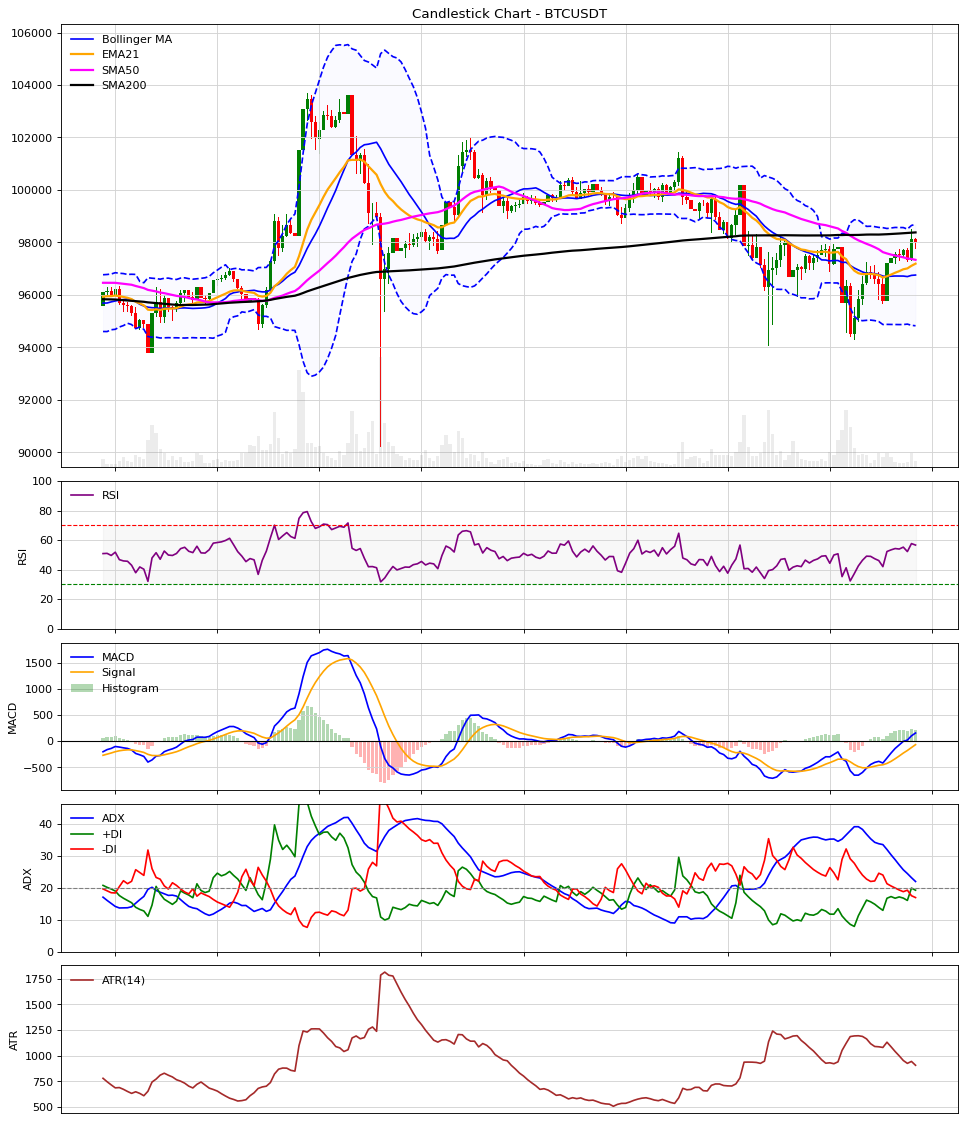 Candlestick Chart - BTCUSDT
106000
104000
102000
100000
98000
96000
94000
92000
90000
Bollinger MA
EMA21
SMA50
SMA200
RSI
100
80
60
40
20
0
RSI
MACD
1500
1000
500
0
−500
MACD
Signal
Histogram
ADX
40
30
20
10
0
ADX
+DI
-DI
ATR
1750
1500
1250
1000
750
500
ATR(14)